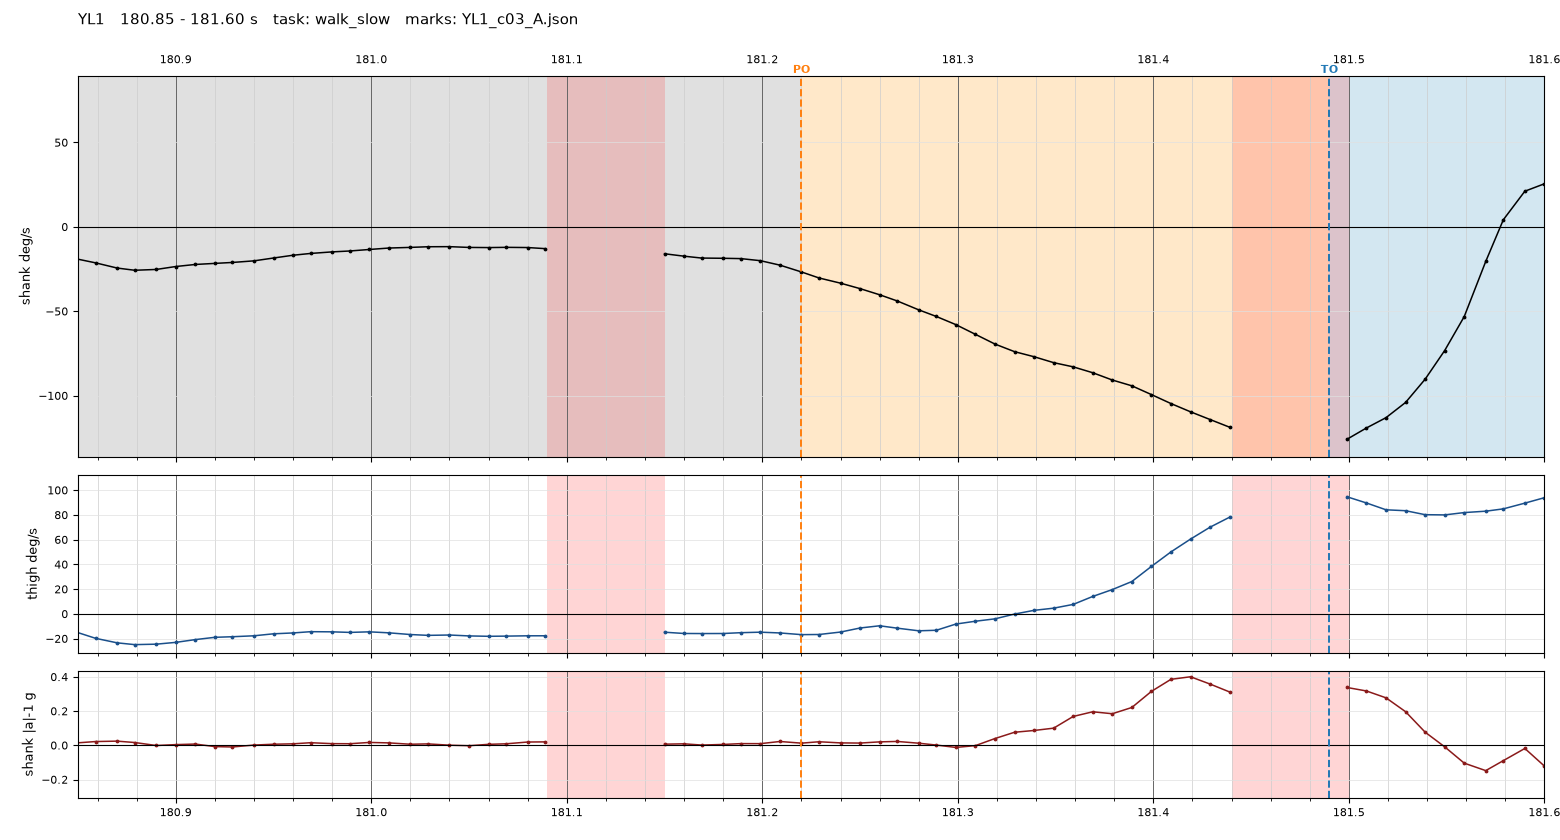 YL1   180.85 - 181.60 s   task: walk_slow   marks: YL1_c03_A.json
180.9 181.0 181.1 181.2 181.3 181.4 181.5 181.6
PO TO
shank deg/s
50
0
−50
−100
thigh deg/s
100
80
60
40
20
0
−20
shank |a|-1 g
0.4
0.2
0.0
−0.2
180.9 181.0 181.1 181.2 181.3 181.4 181.5 181.6